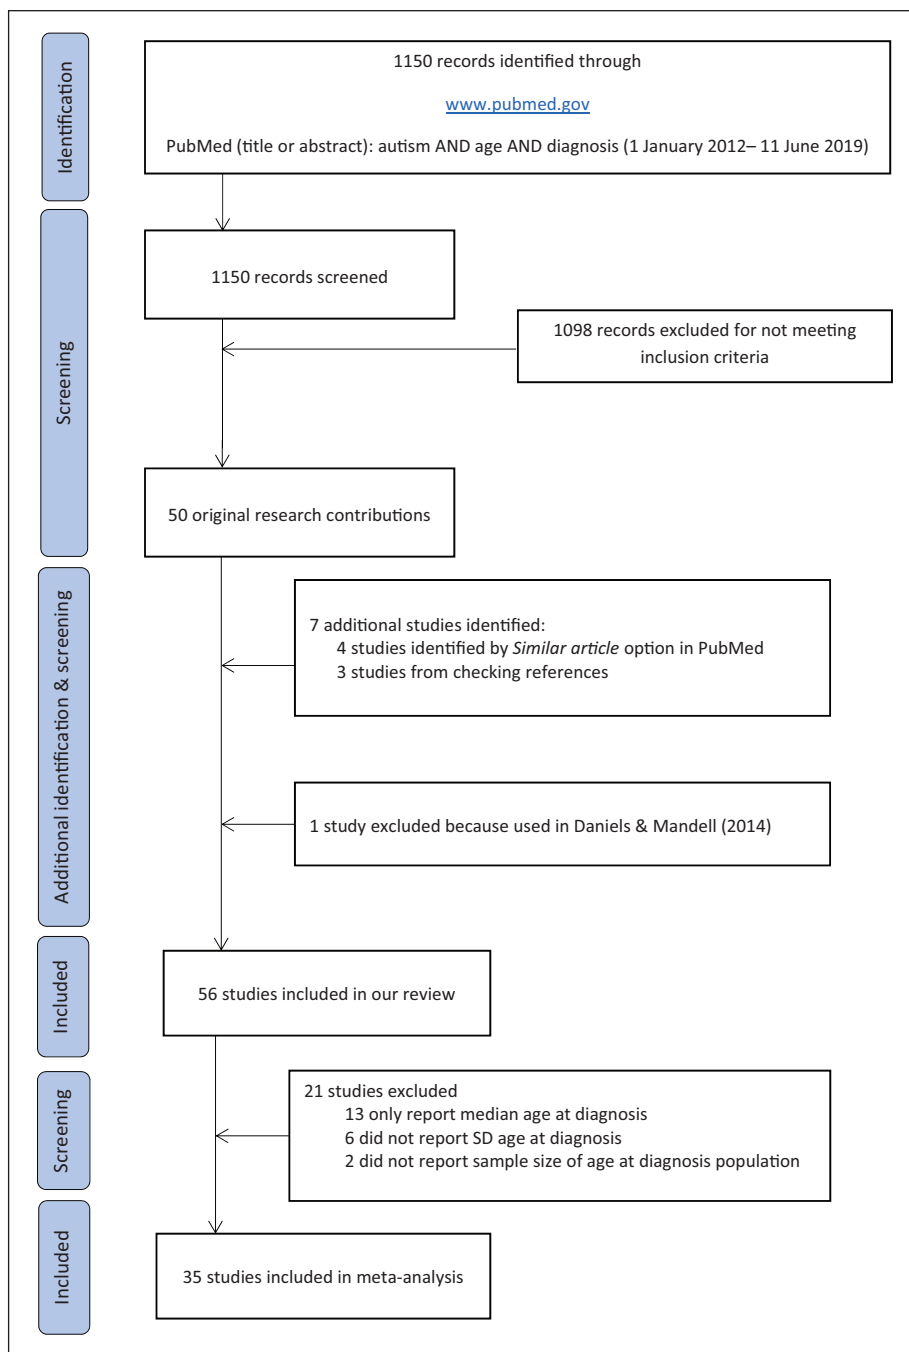 Identification
1150 records identified through
www.pubmed.gov
PubMed (title or abstract): autism AND age AND diagnosis (1 January 2012– 11 June 2019)
Screening
1150 records screened
1098 records excluded for not meeting
inclusion criteria
50 original research contributions
Additional identification & screening
7 additional studies identified:
4 studies identified by Similar article option in PubMed
3 studies from checking references
1 study excluded because used in Daniels & Mandell (2014)
Included
56 studies included in our review
Screening
21 studies excluded
13 only report median age at diagnosis
6 did not report SD age at diagnosis
2 did not report sample size of age at diagnosis population
Included
35 studies included in meta-analysis